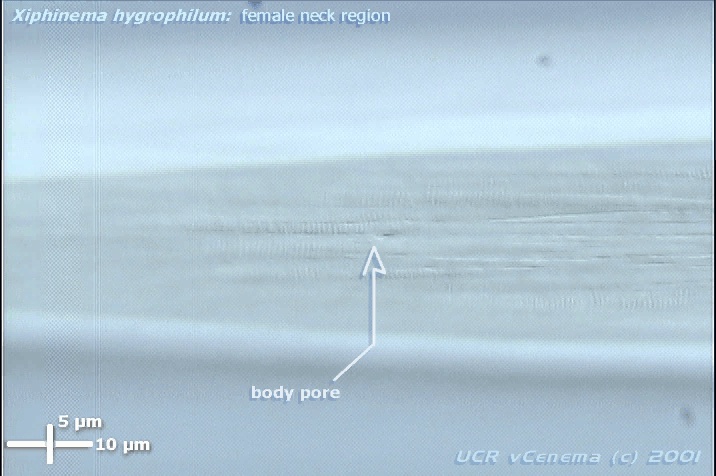 Xiphinema hygrophilum: female neck region
body pore
5 µm
10 µm
UCR vCenema (c) 2001